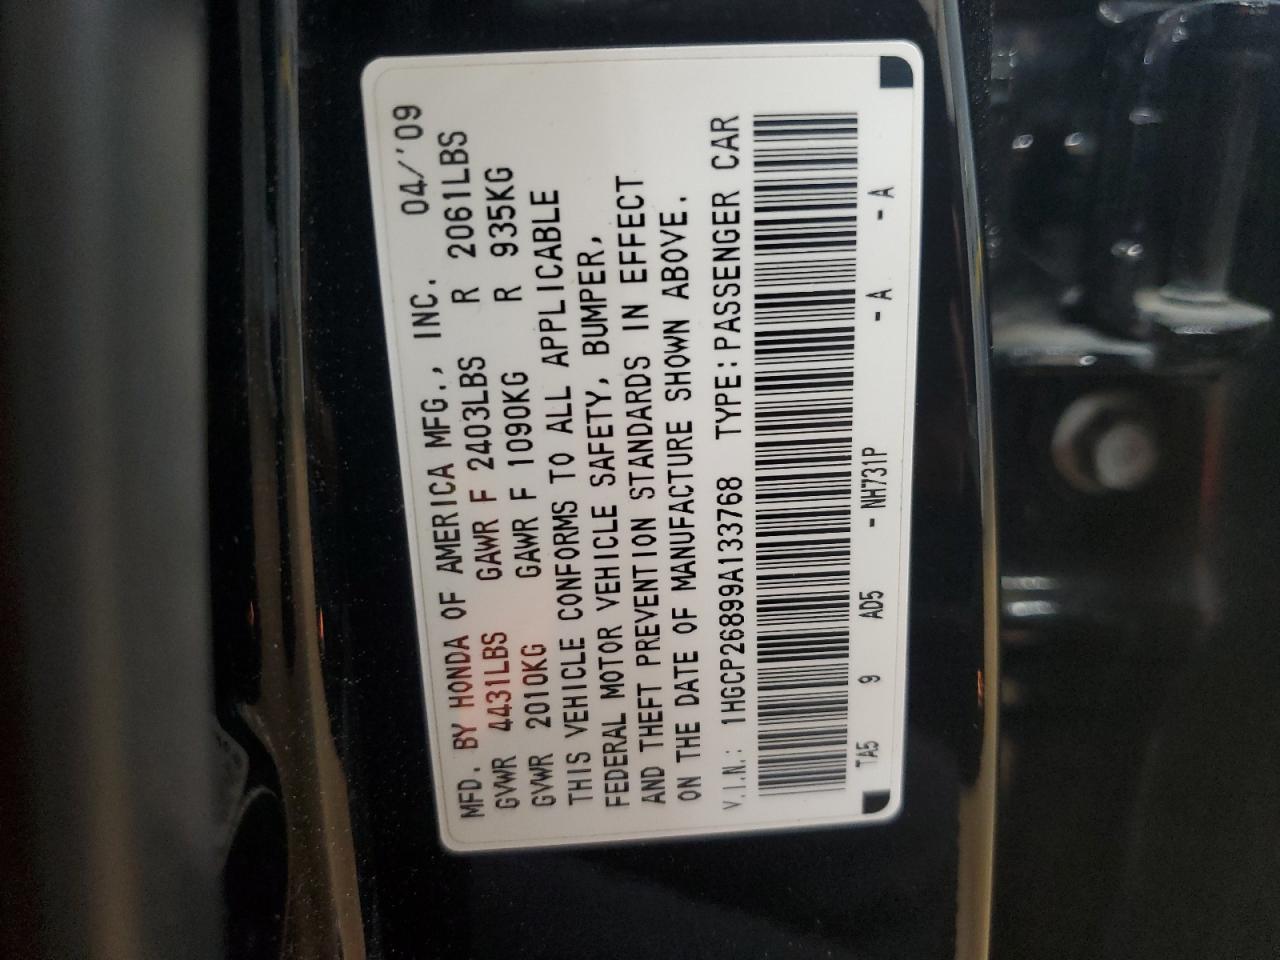 MFD. BY HONDA OF AMERICA MFG., INC. 04/'09
GVWR 4431LBS GAWR F 2403LBS R 2061LBS
GVWR 2010KG GAWR F 1090KG R 935KG
THIS VEHICLE CONFORMS TO ALL APPLICABLE
FEDERAL MOTOR VEHICLE SAFETY, BUMPER,
AND THEFT PREVENTION STANDARDS IN EFFECT
ON THE DATE OF MANUFACTURE SHOWN ABOVE.
V.I.N.: 1HGCP26899A133768 TYPE:PASSENGER CAR
TA5 9 AD5 - NH731P - A - A